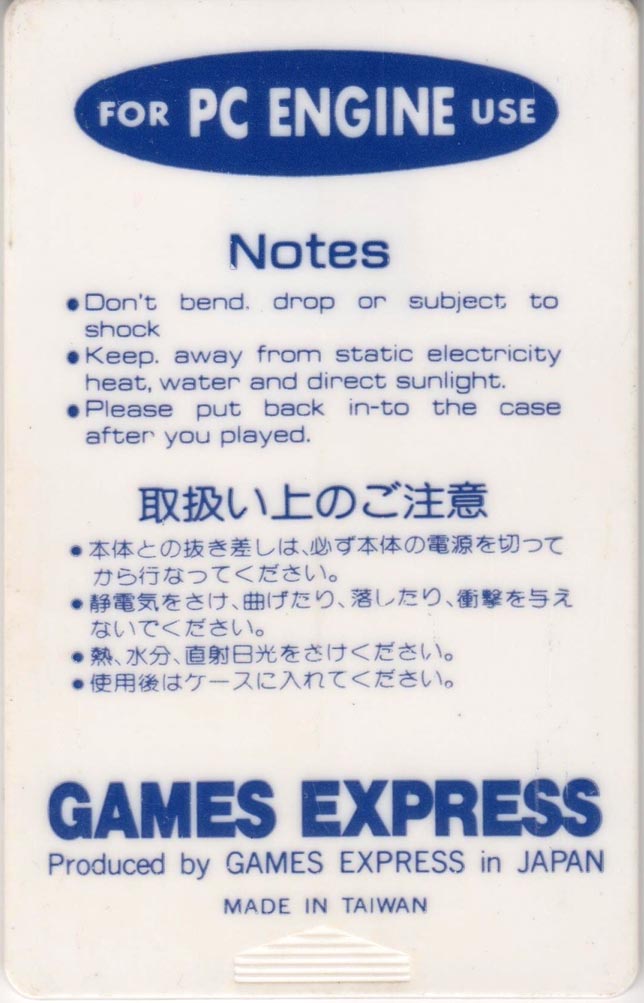 FOR PC ENGINE USE
Notes
●Don't bend. drop or subject to
shock
●Keep. away from static electricity
heat, water and direct sunlight.
●Please put back in-to the case
after you played.
取扱い上のご注意
●本体との抜き差しは、必ず本体の電源を切って
から行なってください。
●静電気をさけ、曲げたり、落したり、衝撃を与え
ないでください。
●熱、水分、直射日光をさけください。
●使用後はケースに入れてください。
GAMES EXPRESS
Produced by GAMES EXPRESS in JAPAN
MADE IN TAIWAN